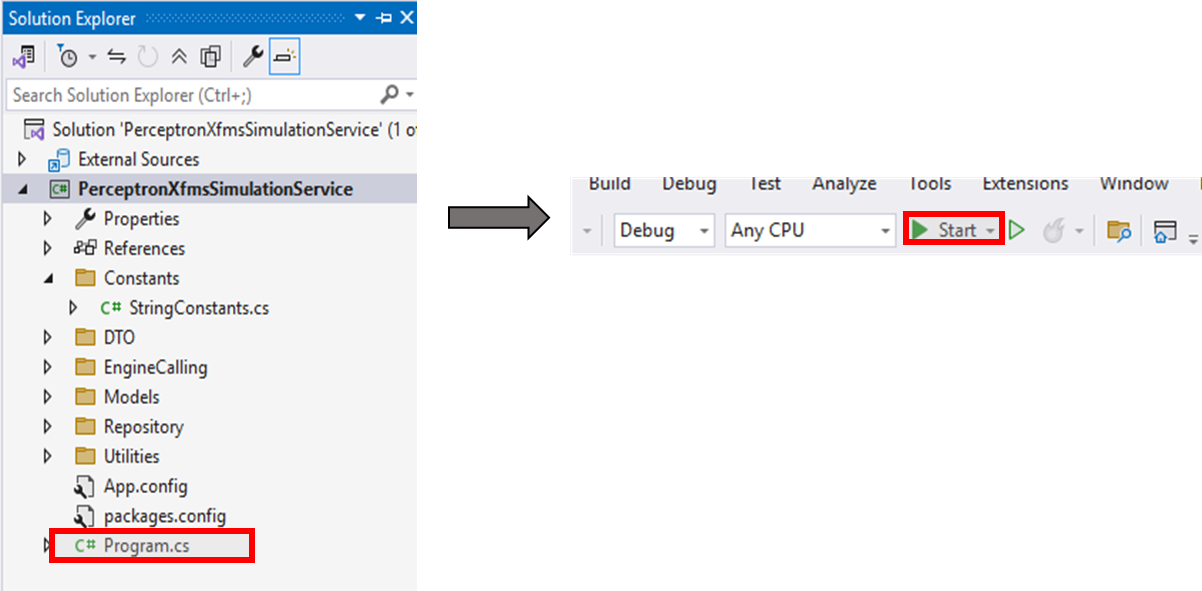 Solution Explorer
Search Solution Explorer (Ctrl+;)
Solution 'PerceptronXfmsSimulationService' (1 of
External Sources
C# PerceptronXfmsSimulationService
Properties
References
Constants
C# StringConstants.cs
DTO
EngineCalling
Models
Repository
Utilities
App.config
packages.config
C# Program.cs
Build Debug Test Analyze Tools Extensions Window
Debug Any CPU Start